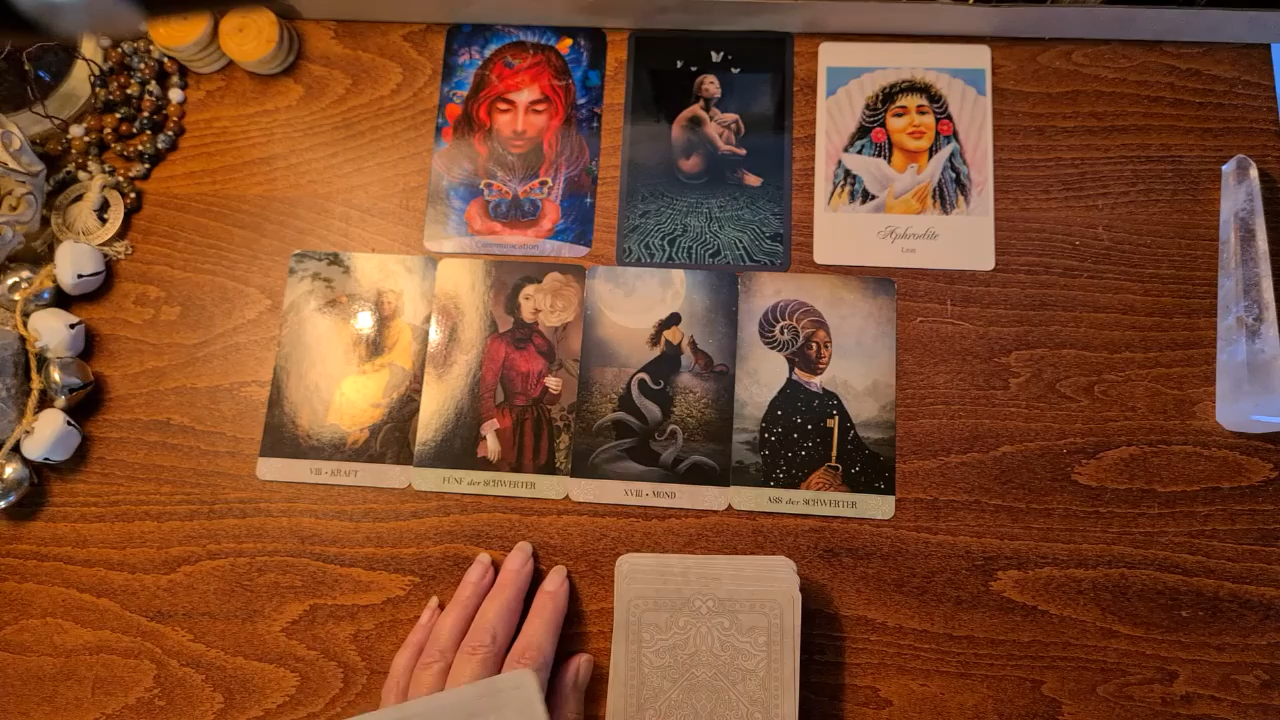 Communication
Aphrodite
Love
VIII • KRAFT
FÜNF der SCHWERTER
XVIII • MOND
ASS der SCHWERTER